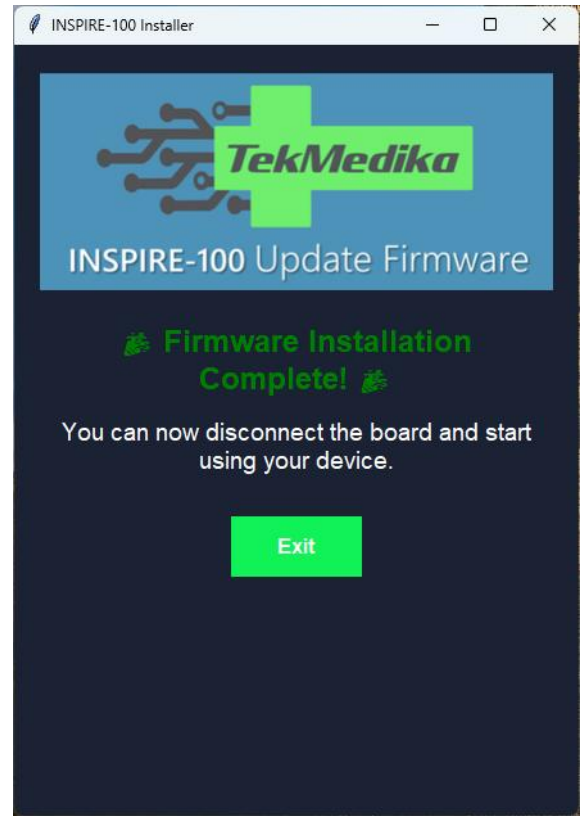 INSPIRE-100 Installer
TekMedika
INSPIRE-100 Update Firmware
🎉 Firmware Installation
Complete! 🎉
You can now disconnect the board and start
using your device.
Exit